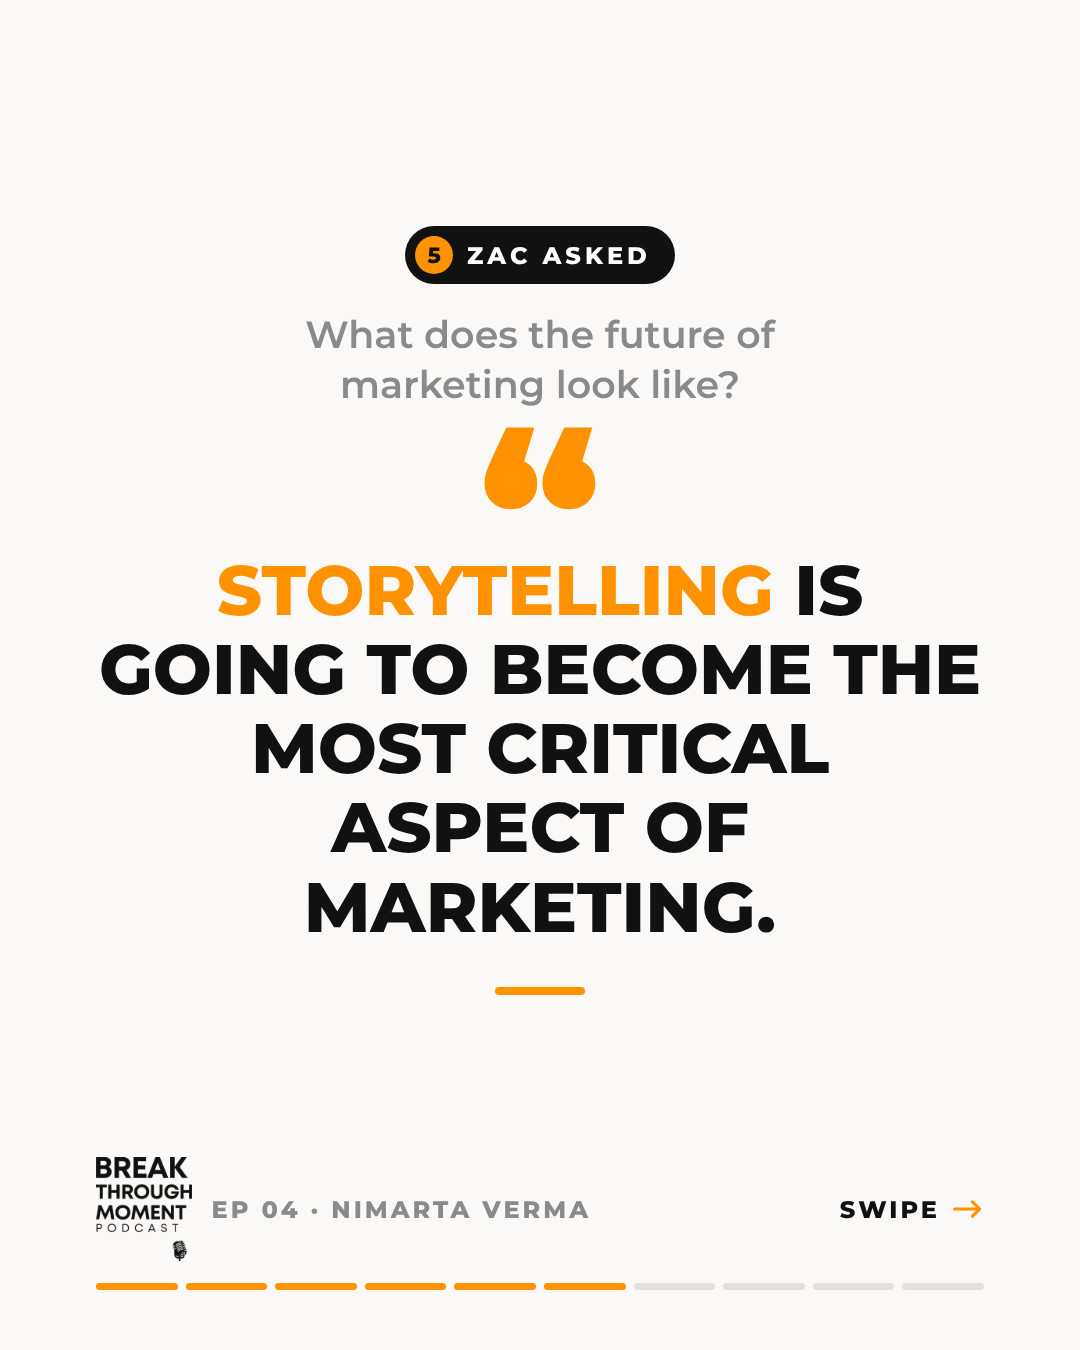 5 ZAC ASKED
What does the future of
marketing look like?
“
STORYTELLING IS
GOING TO BECOME THE
MOST CRITICAL
ASPECT OF
MARKETING.
BREAK
THROUGH
MOMENT
PODCAST
EP 04 · NIMARTA VERMA
SWIPE →